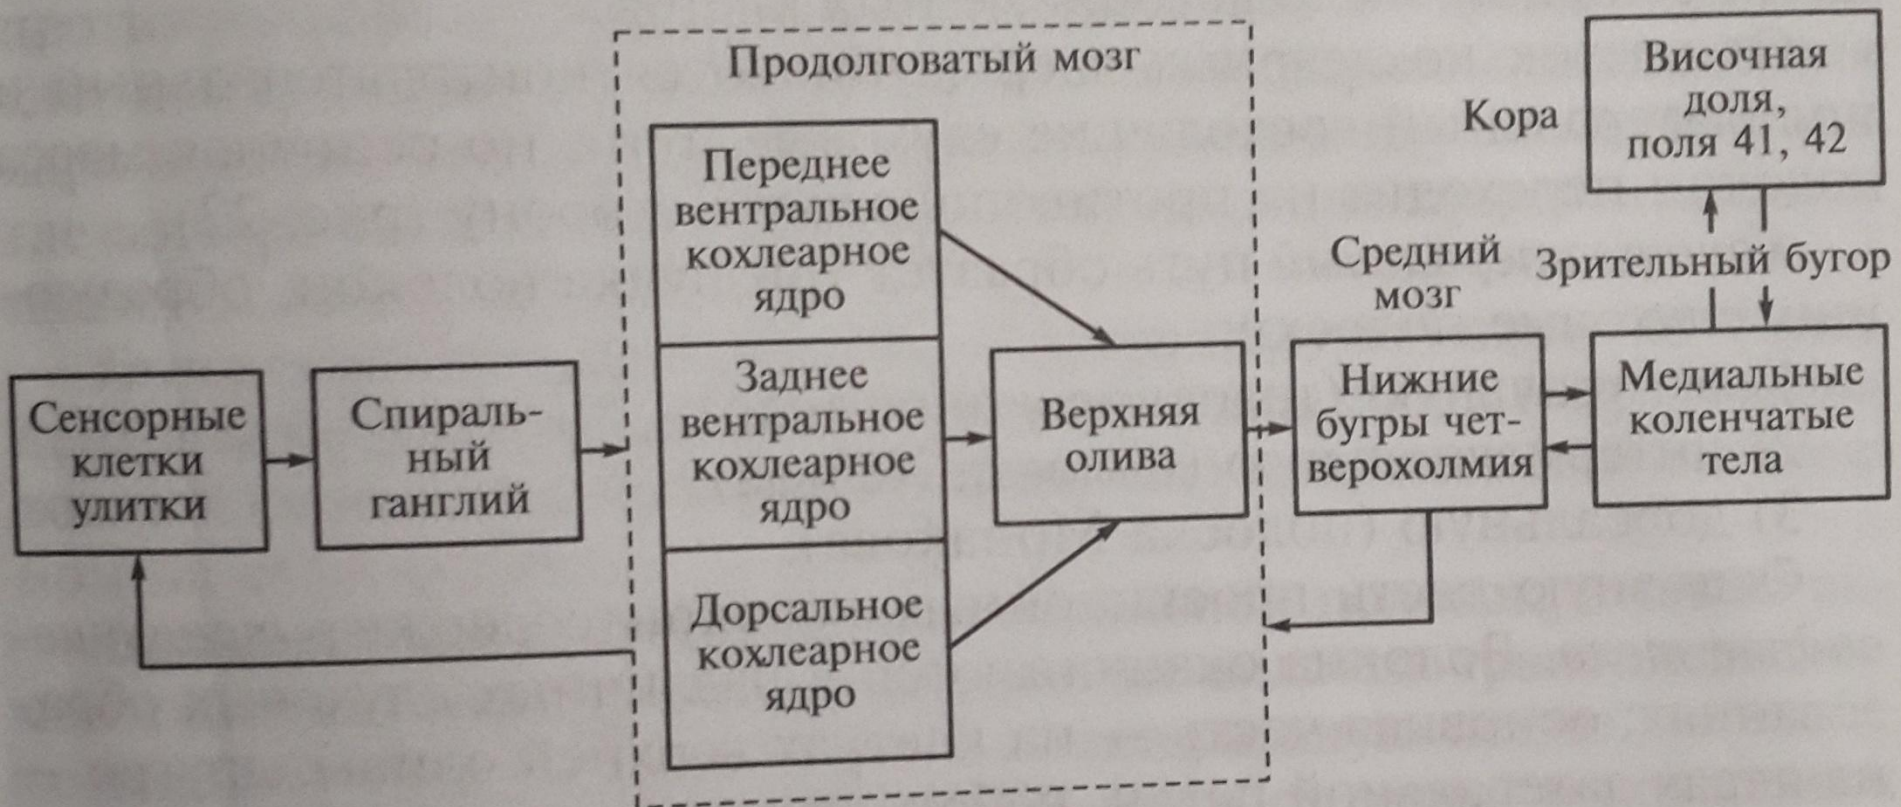 Продолговатый мозг
Переднее
вентральное
кохлеарное
ядро
Заднее
вентральное
кохлеарное
ядро
Дорсальное
кохлеарное
ядро
Сенсорные
клетки
улитки
Спираль-
ный
ганглий
Верхняя
олива
Средний
мозг
Нижние
бугры чет-
верохолмия
Кора
Височная
доля,
поля 41, 42
Зрительный бугор
Медиальные
коленчатые
тела